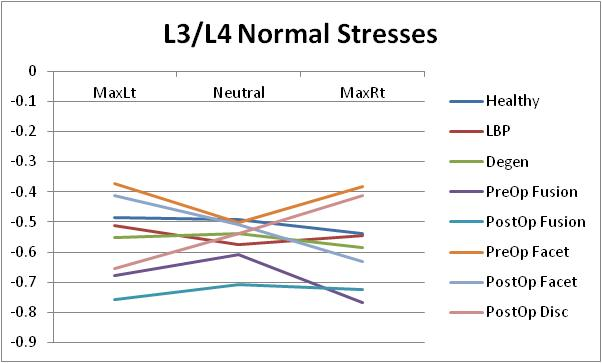 L3/L4 Normal Stresses
0
MaxLt Neutral MaxRt
-0.1
-0.2
-0.3
-0.4
-0.5
-0.6
-0.7
-0.8
-0.9
Healthy
LBP
Degen
PreOp Fusion
PostOp Fusion
PreOp Facet
PostOp Facet
PostOp Disc